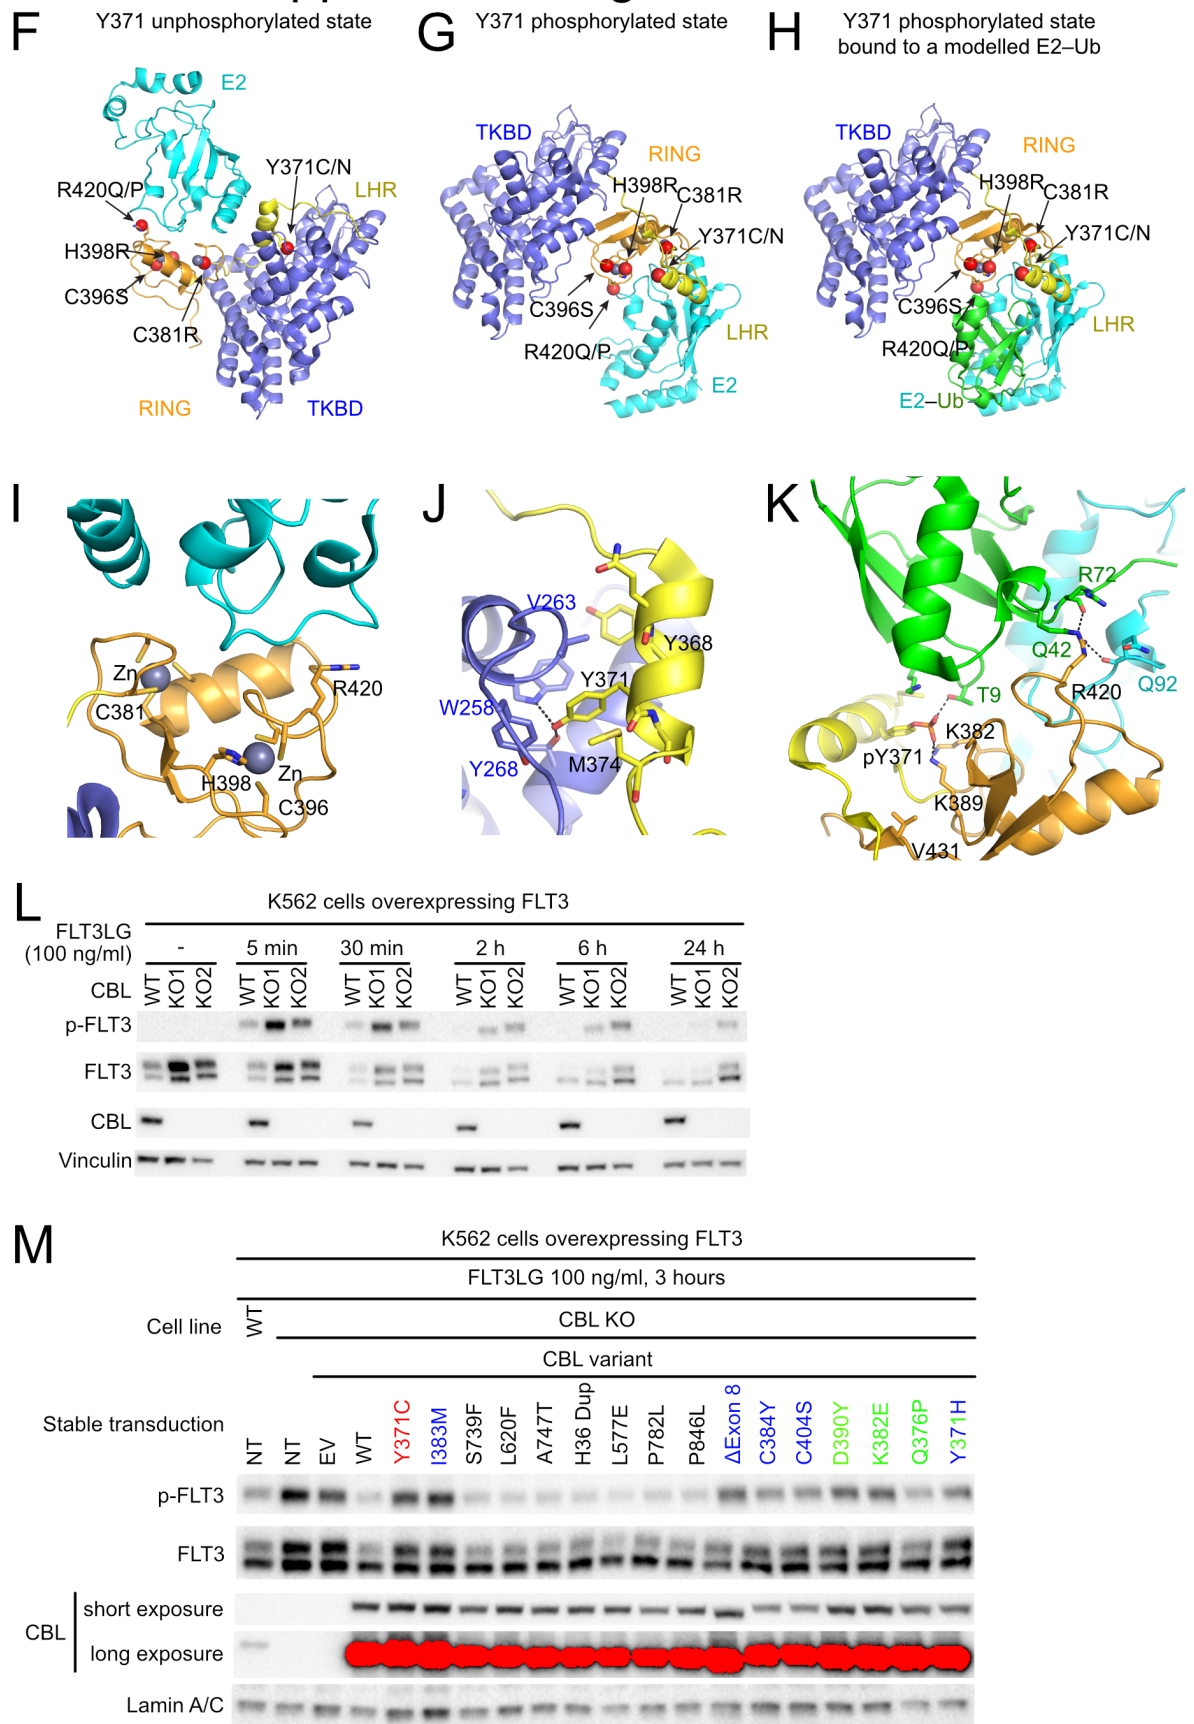 F
Y371 unphosphorylated state
G
Y371 phosphorylated state
H
Y371 phosphorylated state
bound to a modelled E2–Ub
E2
R420Q/P
Y371C/N
LHR
H398R
C396S
C381R
RING
TKBD
TKBD
RING
H398R
C381R
Y371C/N
C396S
R420Q/P
LHR
E2
TKBD
RING
H398R
C381R
Y371C/N
C396S
R420Q/P
LHR
E2–Ub
I
Zn
C381
R420
H398
Zn
C396
J
V263
Y368
Y371
W258
Y268
M374
K
R72
Q42
R420
Q92
T9
K382
pY371
K389
V431
L
K562 cells overexpressing FLT3
FLT3LG
(100 ng/ml)
- 5 min 30 min 2 h 6 h 24 h
CBL WT KO1 KO2 WT KO1 KO2 WT KO1 KO2 WT KO1 KO2 WT KO1 KO2 WT KO1 KO2
p-FLT3
FLT3
CBL
Vinculin
M
K562 cells overexpressing FLT3
FLT3LG 100 ng/ml, 3 hours
Cell line WT CBL KO
CBL variant
Stable transduction NT NT EV WT Y371C I383M S739F L620F A747T H36 Dup L577E P782L P846L ΔExon 8 C384Y C404S D390Y K382E Q376P Y371H
p-FLT3
FLT3
CBL
short exposure
long exposure
Lamin A/C